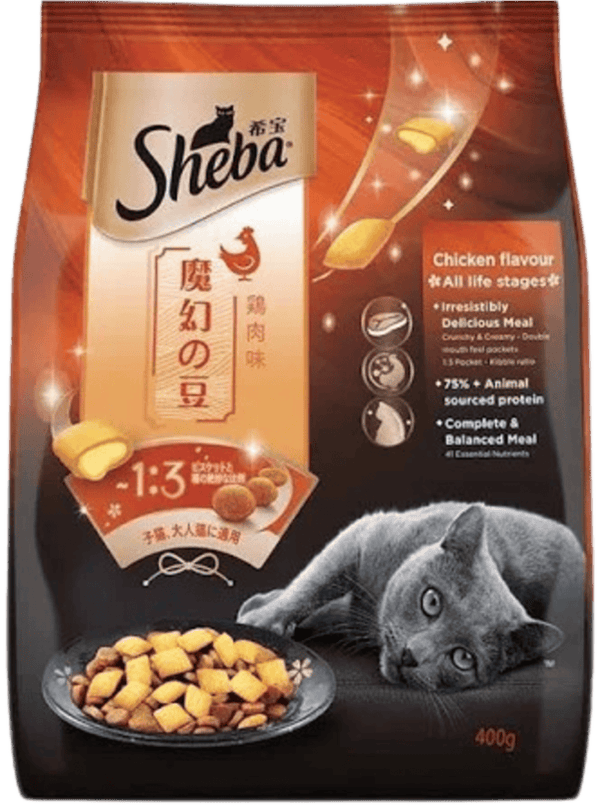 希宝
Sheba
魔幻の豆
鶏肉味
Chicken flavour
All life stages
Irresistibly
Delicious Meal
Crunchy & Creamy - Double
mouth feel pockets
1:3 Pocket - Kibble ratio
75% + Animal
sourced protein
Complete &
Balanced Meal
41 Essential Nutrients
~1:3
ビスケットと
子猫、大人猫に適用
TM
400g